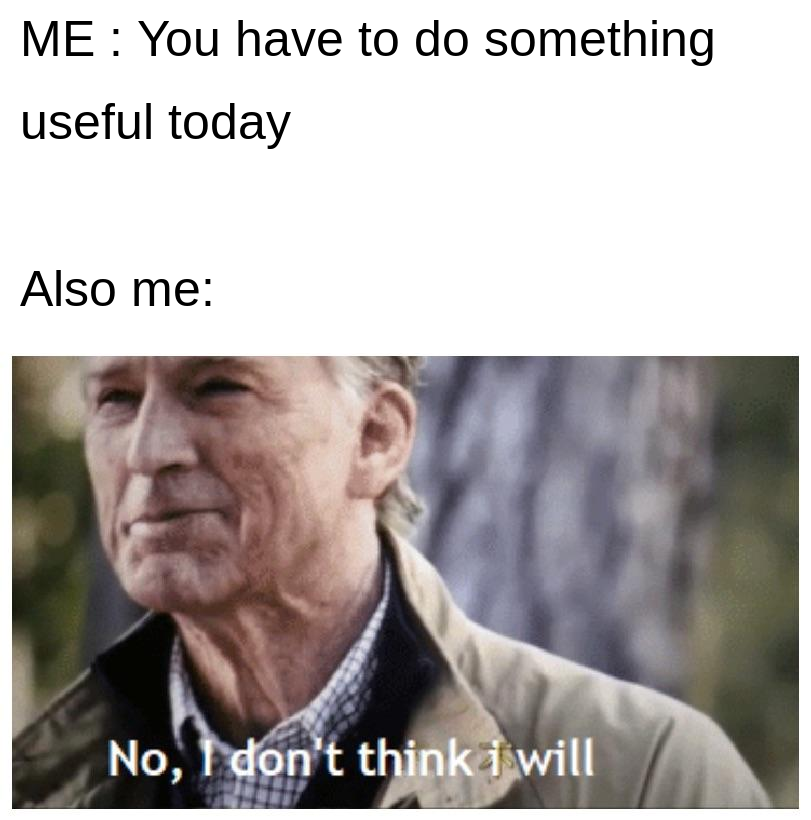 ME : You have to do something
useful today
Also me:
No, I don't think i will